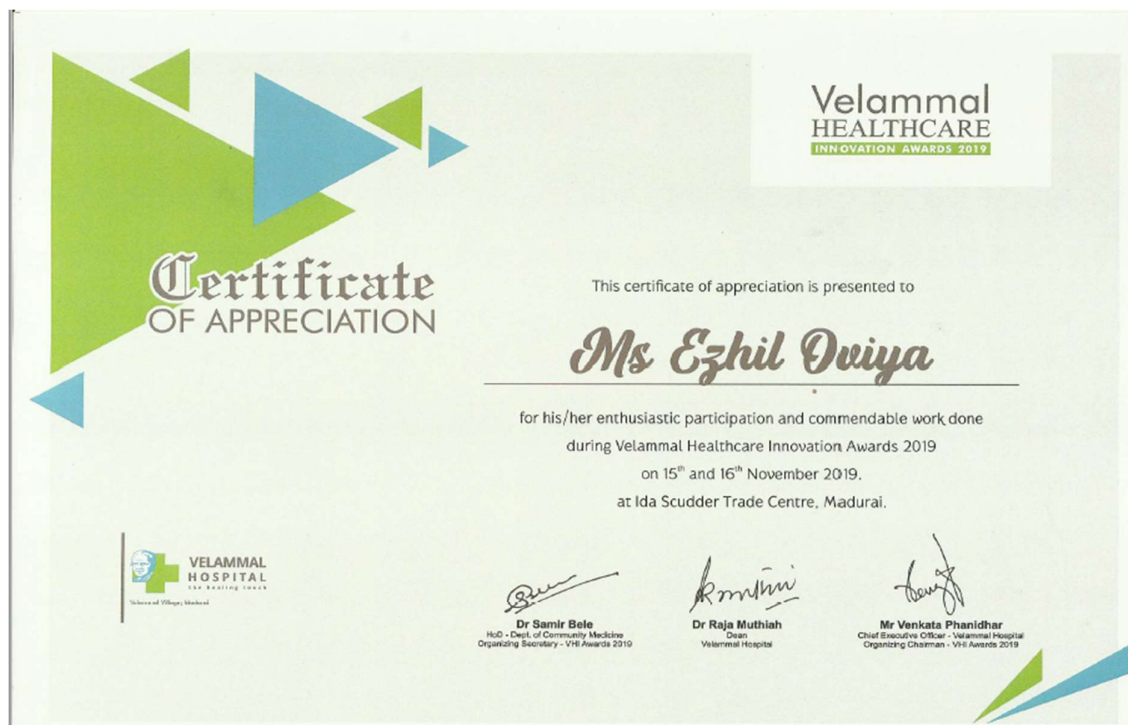 Velammal
HEALTHCARE
INNOVATION AWARDS 2019
Certificate
OF APPRECIATION
This certificate of appreciation is presented to
Ms Ezhil Oviya
for his/her enthusiastic participation and commendable work done
during Velammal Healthcare Innovation Awards 2019
on 15th and 16th November 2019.
at Ida Scudder Trade Centre, Madurai.
VELAMMAL
HOSPITAL
the healing touch
Velammal Village, Madurai
Dr Samir Bele
HoD - Dept. of Community Medicine
Organizing Secretary - VHI Awards 2019
Dr Raja Muthiah
Dean
Velammal Hospital
Mr Venkata Phanidhar
Chief Executive Officer - Velammal Hospital
Organizing Chairman - VHI Awards 2019